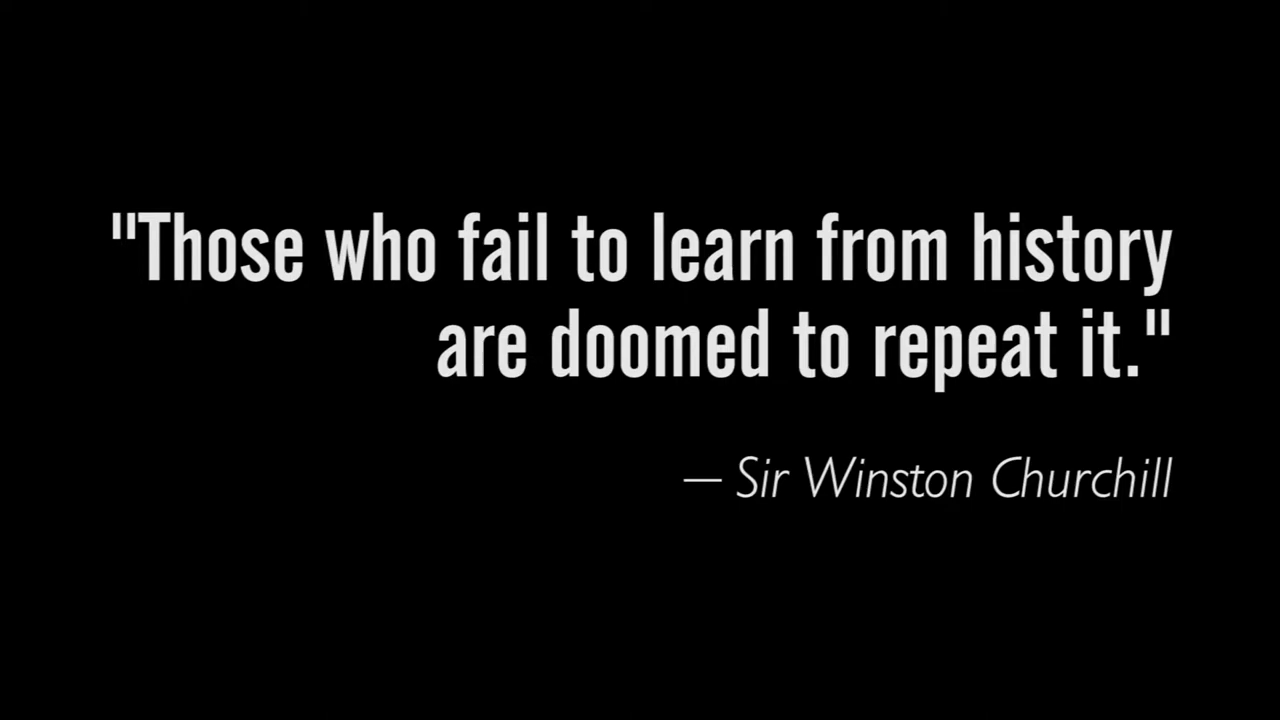 "Those who fail to learn from history
are doomed to repeat it."
— Sir Winston Churchill